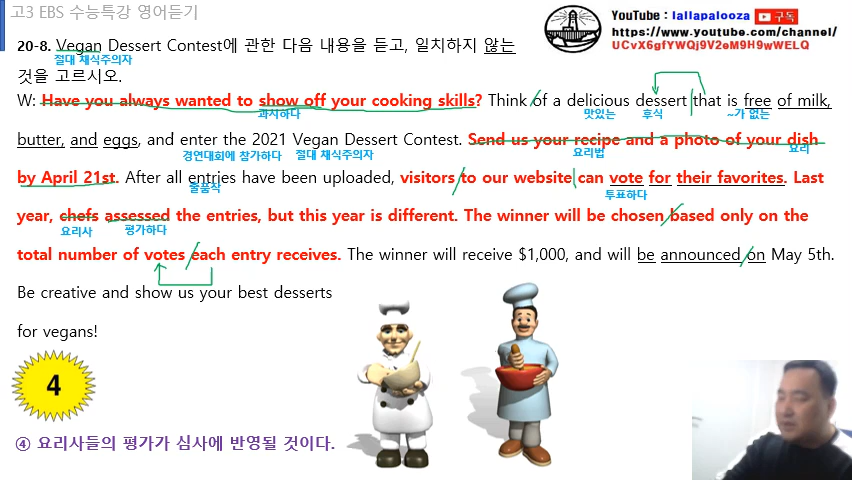 고3 EBS 수능특강 영어듣기
YouTube : lallapalooza 구독
https://www.youtube.com/channel/
UCvX6gfYWQj9V2eM9H9wWELQ
20-8. Vegan Dessert Contest에 관한 다음 내용을 듣고, 일치하지 않는
절대 채식주의자
것을 고르시오.
W: Have you always wanted to show off your cooking skills? Think of a delicious dessert that is free of milk,
과시하다 맛있는 후식 ~가 없는
butter, and eggs, and enter the 2021 Vegan Dessert Contest. Send us your recipe and a photo of your dish
경연대회에 참가하다 절대 채식주의자 요리법 요리
by April 21st. After all entries have been uploaded, visitors to our website can vote for their favorites. Last
출품작 투표하다
year, chefs assessed the entries, but this year is different. The winner will be chosen based only on the
요리사 평가하다
total number of votes each entry receives. The winner will receive $1,000, and will be announced on May 5th.
Be creative and show us your best desserts
for vegans!
4
④ 요리사들의 평가가 심사에 반영될 것이다.